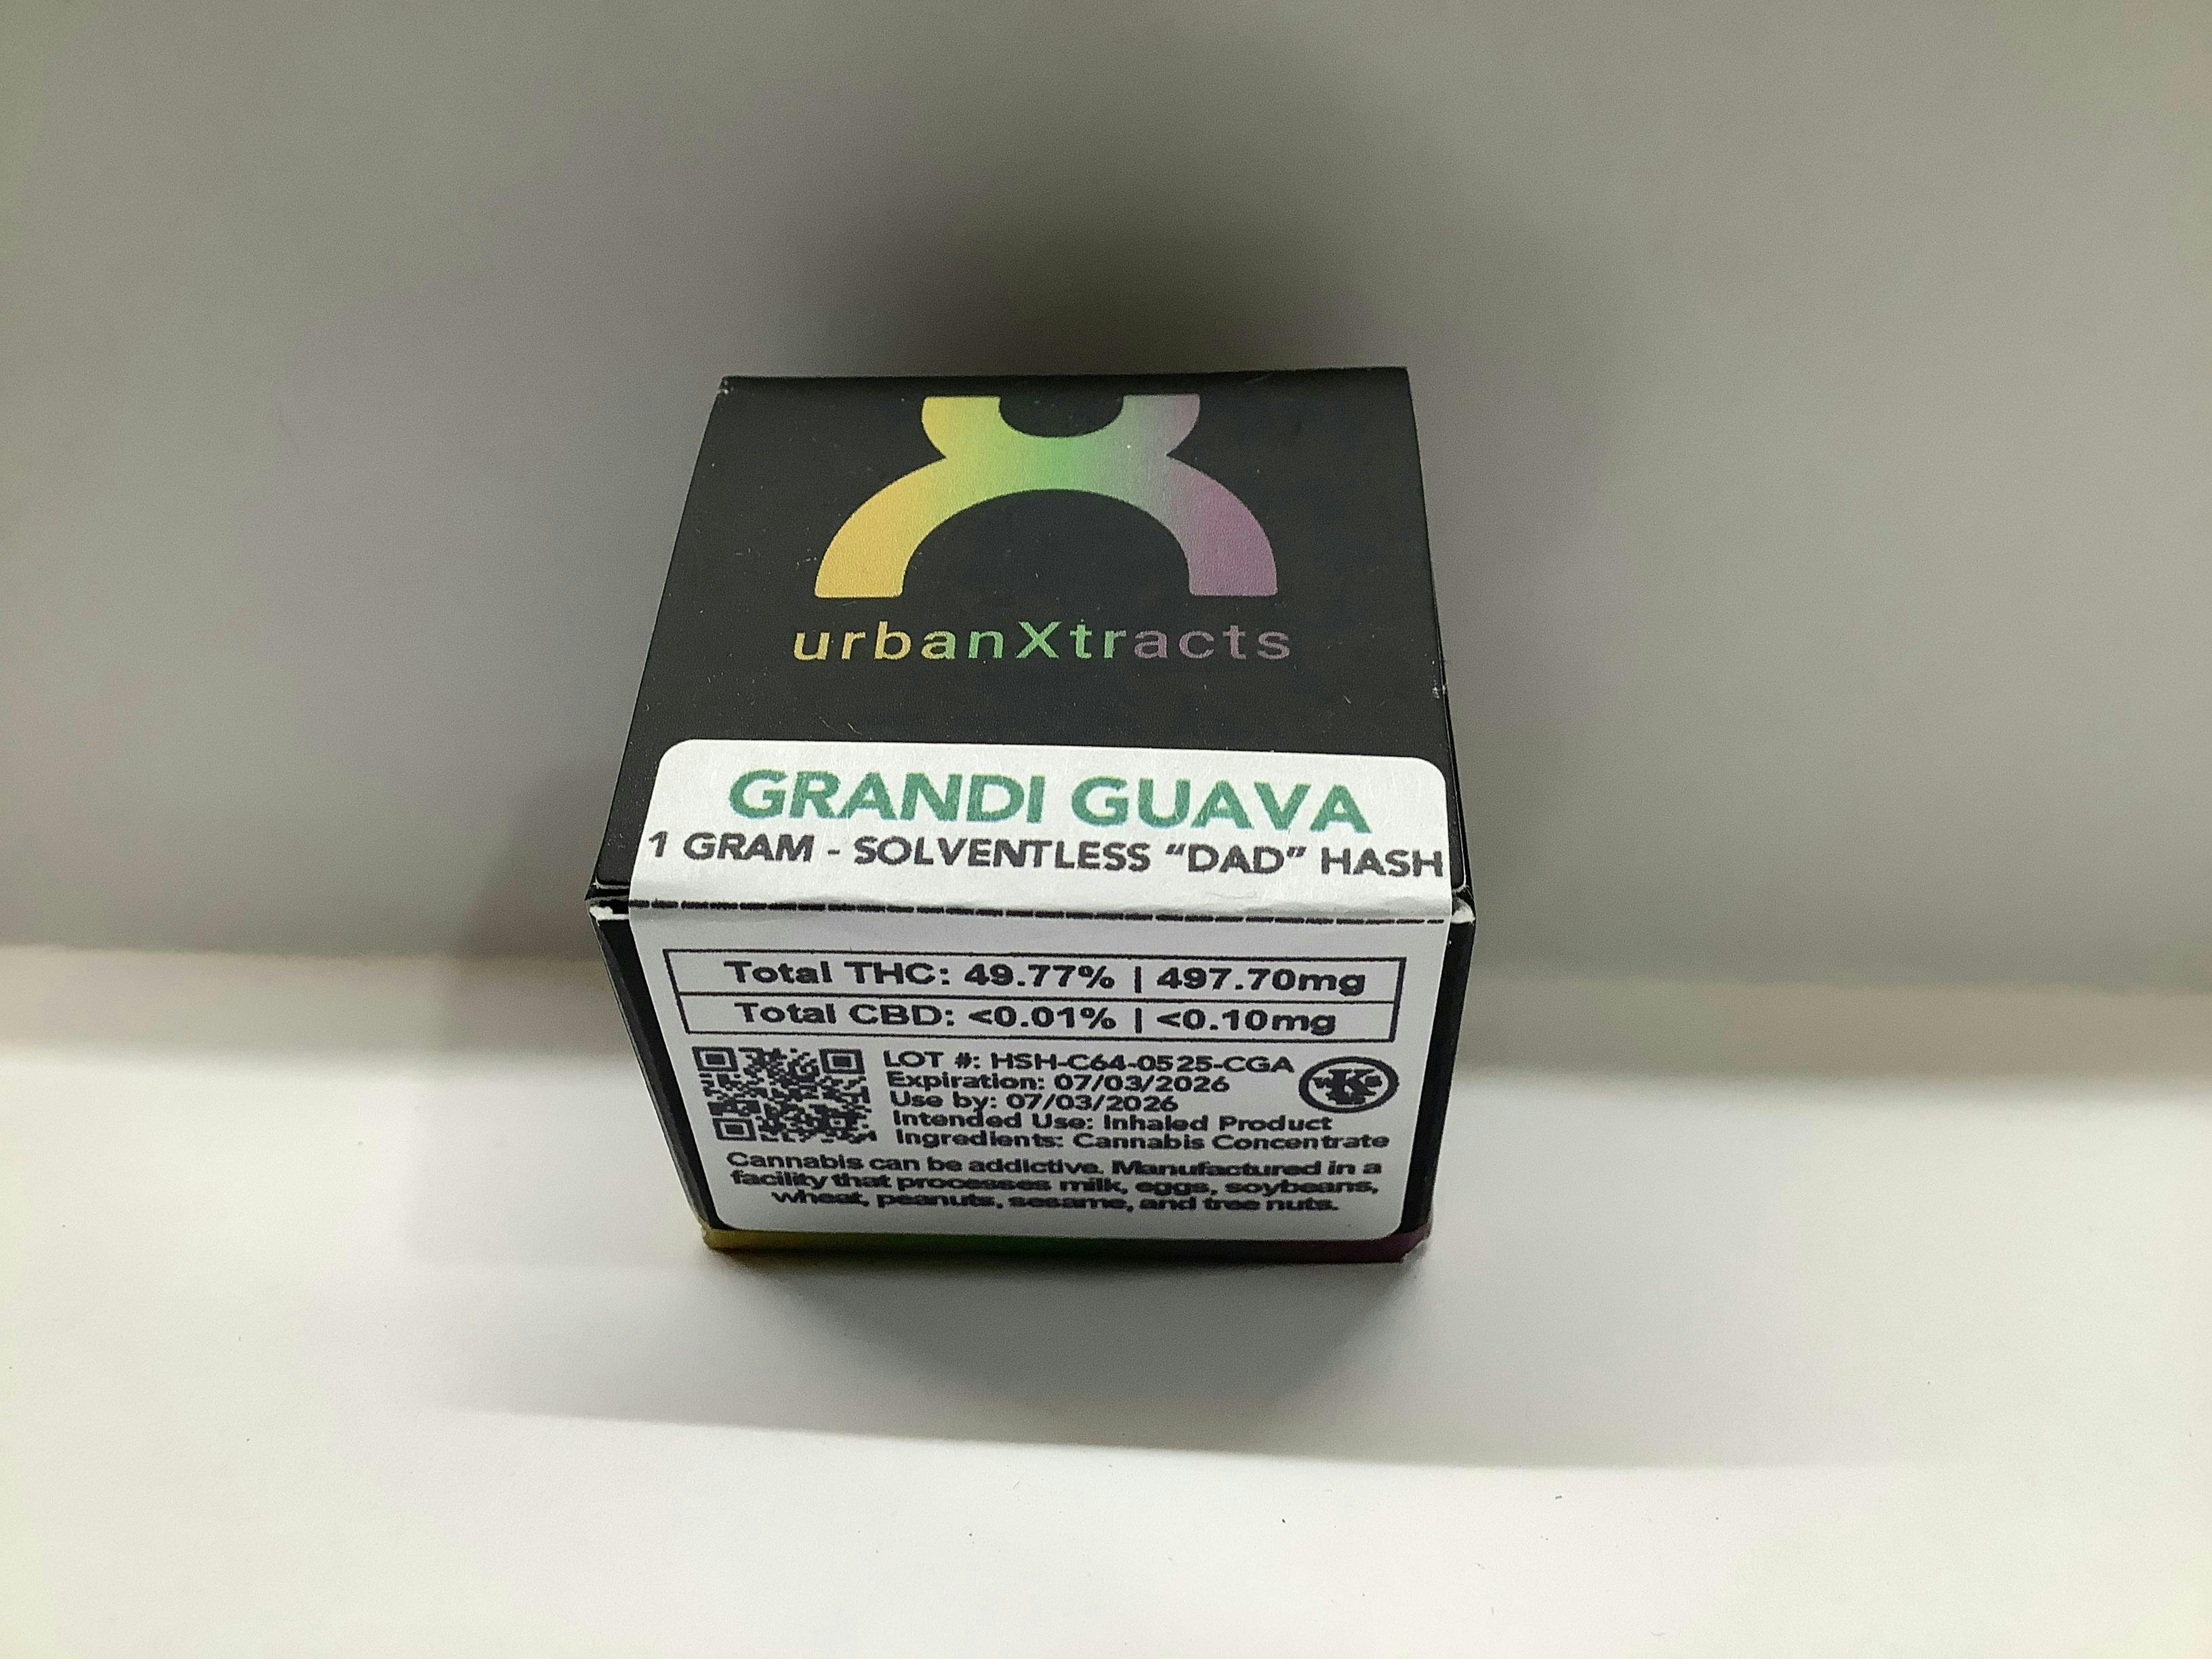 urbanXtracts
GRANDI GUAVA
1 GRAM - SOLVENTLESS “DAD” HASH
Total THC: 49.77% | 497.70mg
Total CBD: <0.01% | <0.10mg
LOT #: HSH-C64-0525-CGA
Expiration: 07/03/2026
Use by: 07/03/2026
Intended Use: Inhaled Product
Ingredients: Cannabis Concentrate
Cannabis can be addictive. Manufactured in a
facility that processes milk, eggs, soybeans,
wheat, peanuts, sesame, and tree nuts.